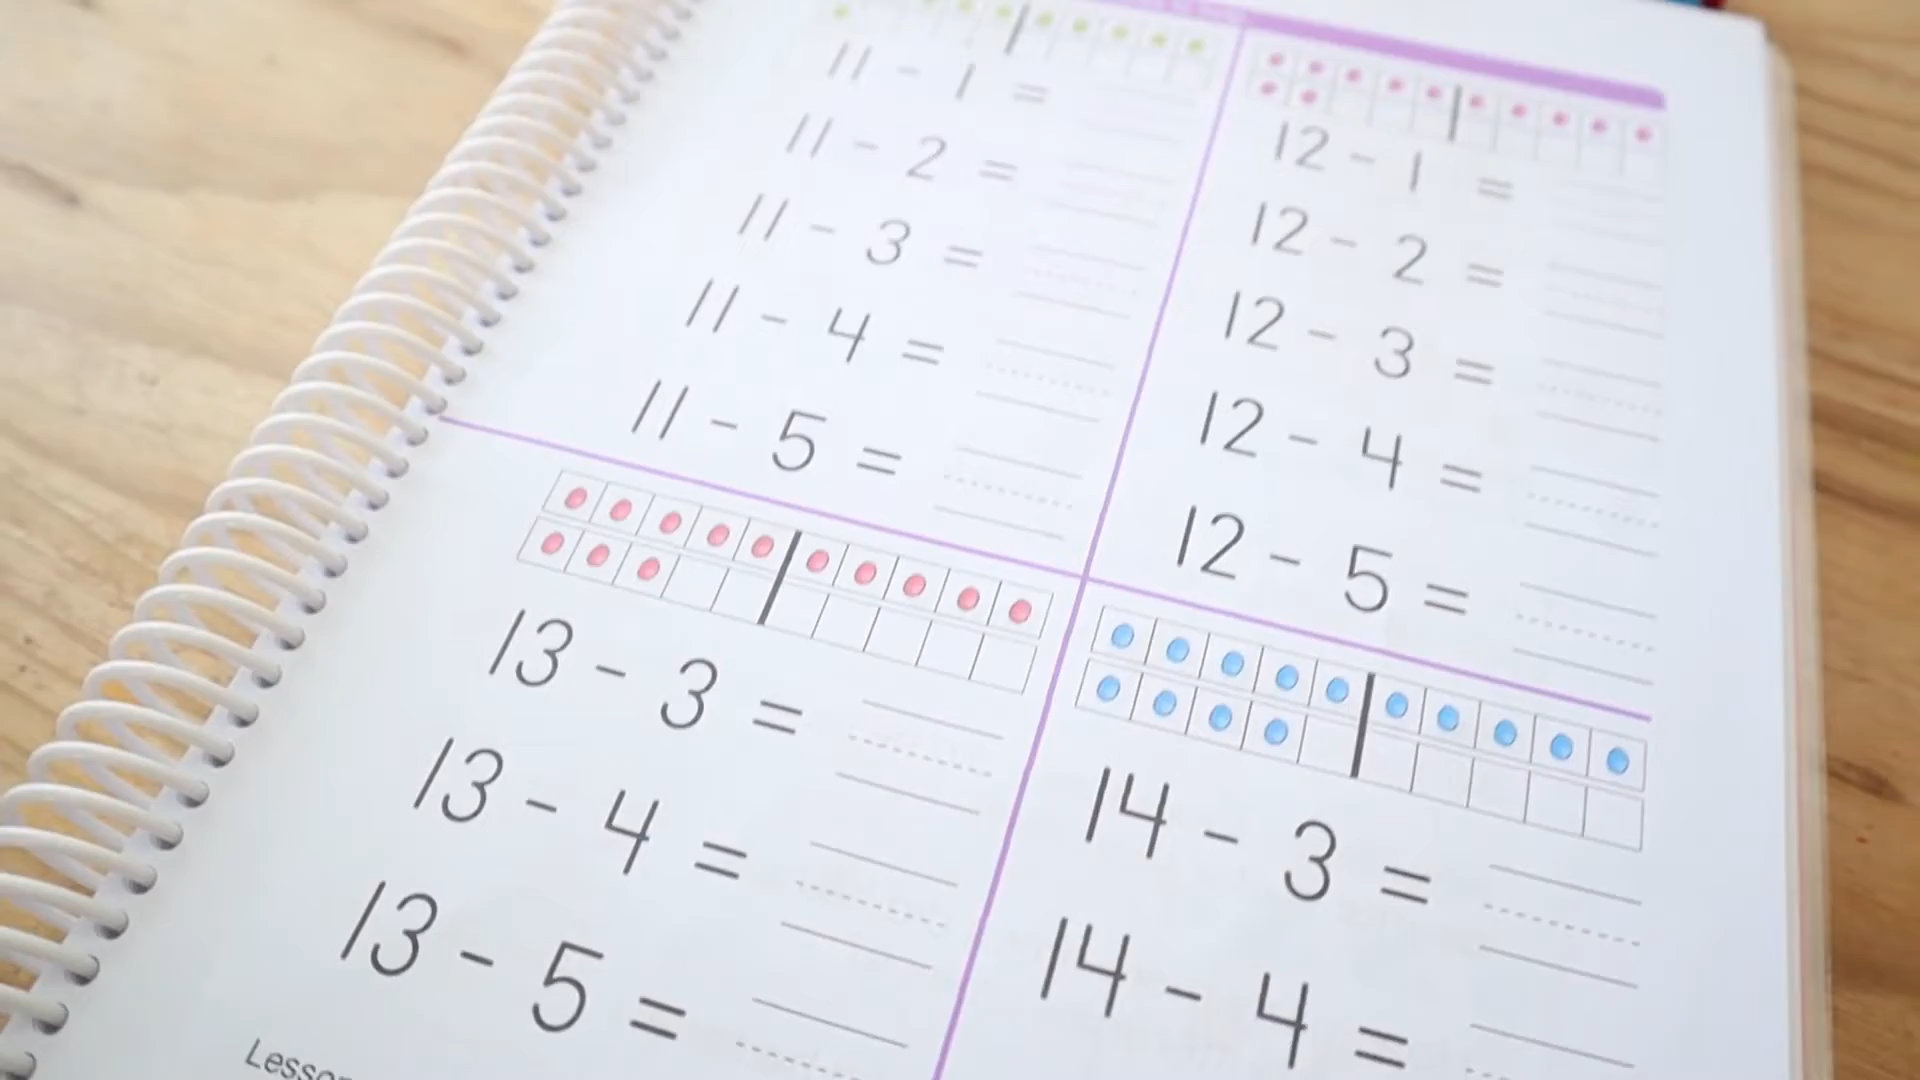 11 - 1 =
11 - 2 =
11 - 3 =
11 - 4 =
11 - 5 =
12 - 1 =
12 - 2 =
12 - 3 =
12 - 4 =
12 - 5 =
13 - 3 =
13 - 4 =
13 - 5 =
14 - 3 =
14 - 4 =